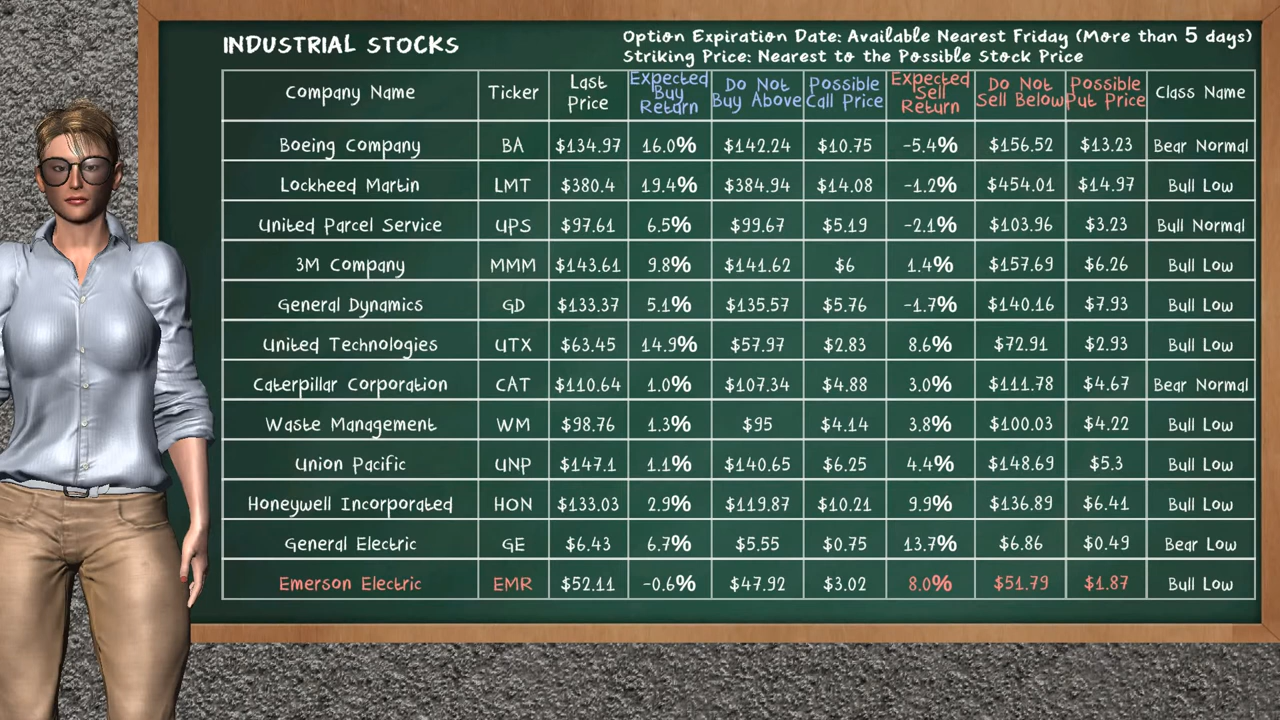 INDUSTRIAL STOCKS
Option Expiration Date: Available Nearest Friday (More than 5 days)
Striking Price: Nearest to the Possible Stock Price
Company Name Ticker Last Price Expected Buy Return Do Not Buy Above Possible Call Price Expected Sell Return Do Not Sell Below Possible Put Price Class Name
Boeing Company BA $134.97 16.0% $142.24 $10.75 -5.4% $156.52 $13.23 Bear Normal
Lockheed Martin LMT $380.4 19.4% $384.94 $14.08 -1.2% $454.01 $14.97 Bull Low
United Parcel Service UPS $97.61 6.5% $99.67 $5.19 -2.1% $103.96 $3.23 Bull Normal
3M Company MMM $143.61 9.8% $141.62 $6 1.4% $157.69 $6.26 Bull Low
General Dynamics GD $133.37 5.1% $135.57 $5.76 -1.7% $140.16 $7.93 Bull Low
United Technologies UTX $63.45 14.9% $57.97 $2.83 8.6% $72.91 $2.93 Bull Low
Caterpillar Corporation CAT $110.64 1.0% $107.34 $4.88 3.0% $111.78 $4.67 Bear Normal
Waste Management WM $98.76 1.3% $95 $4.14 3.8% $100.03 $4.22 Bull Low
Union Pacific UNP $147.1 1.1% $140.65 $6.25 4.4% $148.69 $5.3 Bull Low
Honeywell Incorporated HON $133.03 2.9% $119.87 $10.21 9.9% $136.89 $6.41 Bull Low
General Electric GE $6.43 6.7% $5.55 $0.75 13.7% $6.86 $0.49 Bear Low
Emerson Electric EMR $52.11 -0.6% $47.92 $3.02 8.0% $51.79 $1.87 Bull Low